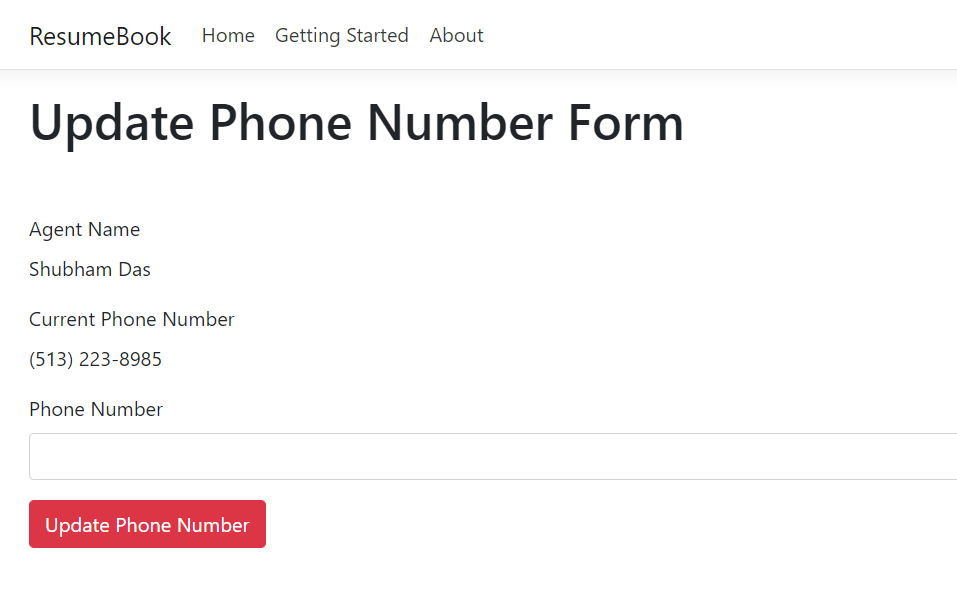 ResumeBook Home Getting Started About
Update Phone Number Form
Agent Name
Shubham Das
Current Phone Number
(513) 223-8985
Phone Number
Update Phone Number